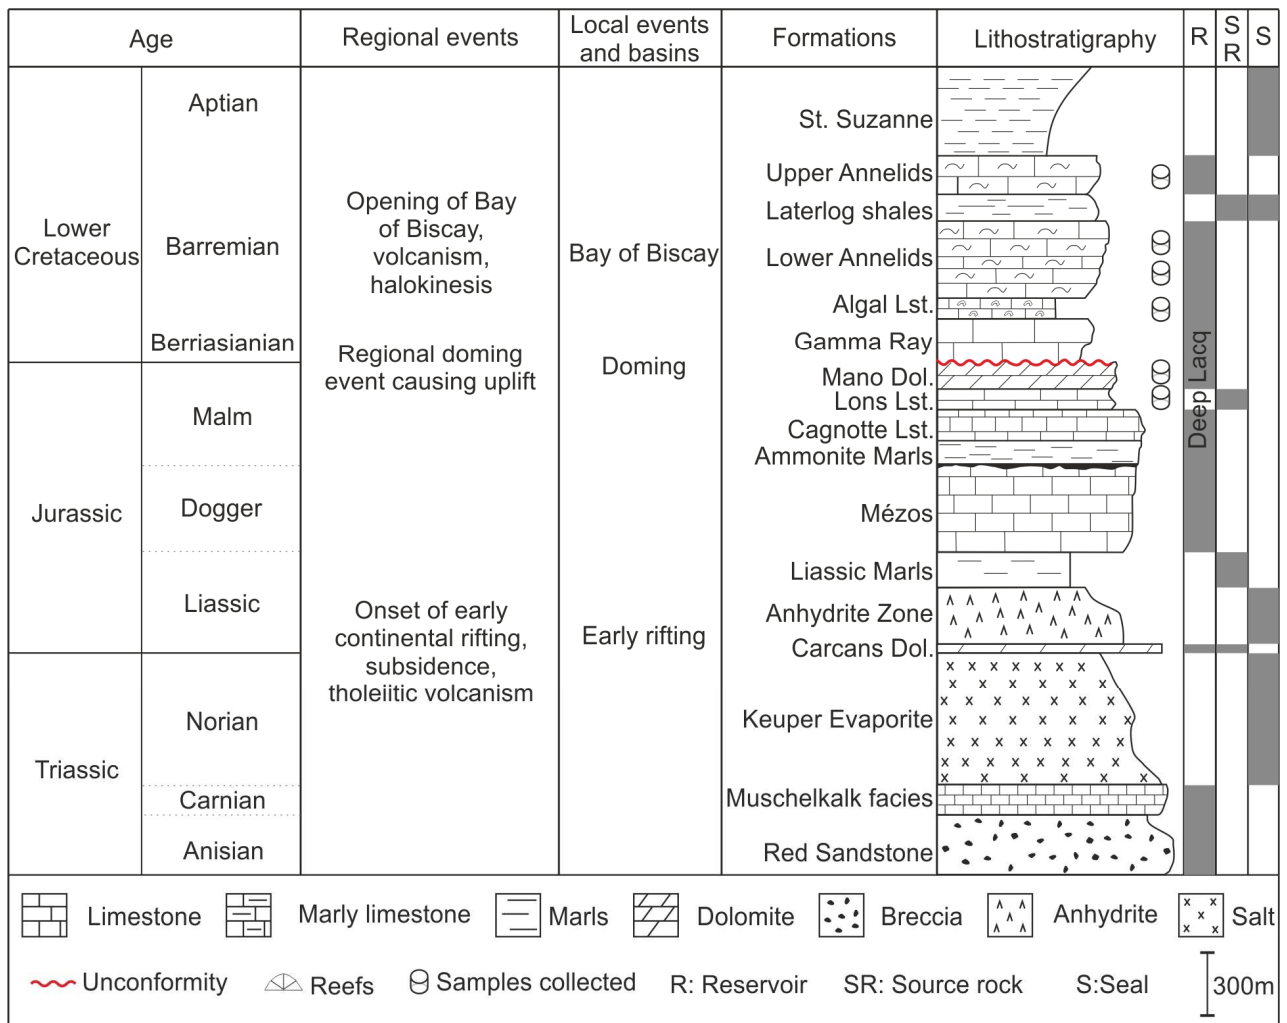 Age
Regional events
Local events
and basins
Formations
Lithostratigraphy
R
S
R
S
Lower
Cretaceous
Aptian
Barremian
Berriasianian
Jurassic
Malm
Dogger
Liassic
Triassic
Norian
Carnian
Anisian
Opening of Bay
of Biscay,
volcanism,
halokinesis
Regional doming
event causing uplift
Onset of early
continental rifting,
subsidence,
tholeiitic volcanism
Bay of Biscay
Doming
Early rifting
St. Suzanne
Upper Annelids
Laterlog shales
Lower Annelids
Algal Lst.
Gamma Ray
Mano Dol.
Lons Lst.
Cagnotte Lst.
Ammonite Marls
Mézos
Liassic Marls
Anhydrite Zone
Carcans Dol.
Keuper Evaporite
Muschelkalk facies
Red Sandstone
Deep Lacq
Limestone
Marly limestone
Marls
Dolomite
Breccia
Anhydrite
Salt
Unconformity
Reefs
Samples collected
R: Reservoir
SR: Source rock
S:Seal
300m